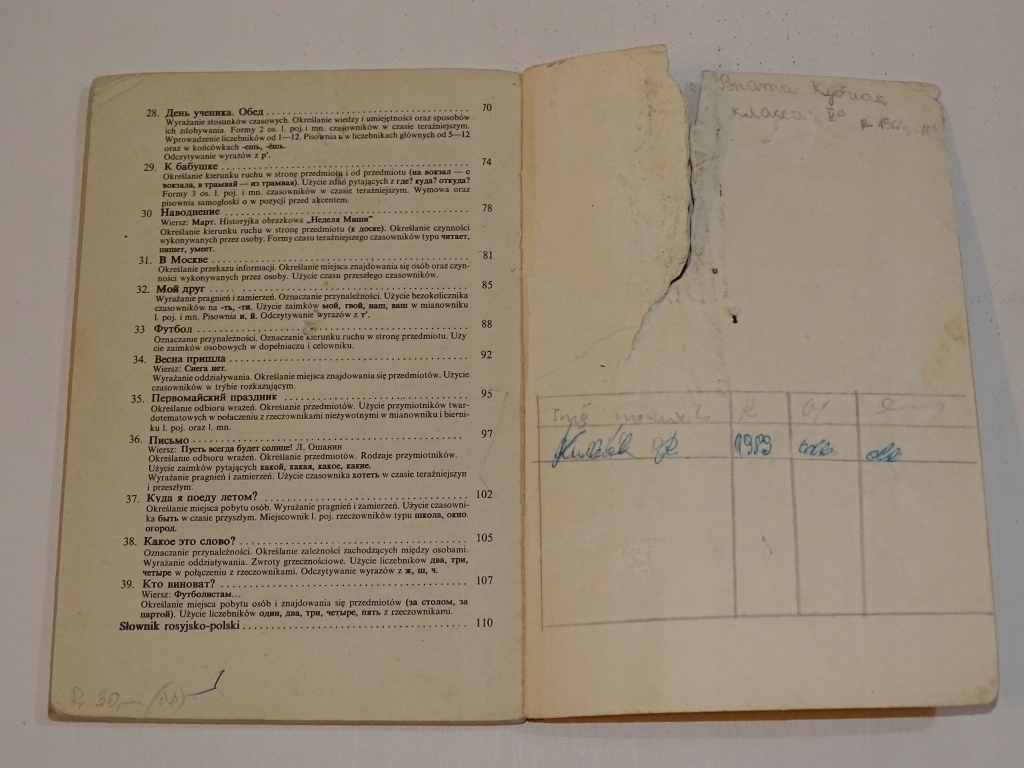 28. День ученика. Обед 70
Wyrażanie stosunków czasowych. Określanie wiedzy i umiejętności oraz sposobów
ich zdobywania. Formy 2 os. l. poj. i mn. czasowników w czasie teraźniejszym.
Wprowadzenie liczebników od 1—12. Pisownia ь w liczebnikach głównych od 5—12
oraz w końcówkach -ешь, -ёшь.
Odczytywanie wyrazów z р'.
29. К бабушке 74
Określanie kierunku ruchu w stronę przedmiotu i od przedmiotu (на вокзал — с
вокзала, в трамвай — из трамвая). Użycie zdań pytających z где? куда? откуда?
Formy 3 os. l. poj. i mn. czasowników w czasie teraźniejszym. Wymowa oraz
pisownia samogłoski о w pozycji przed akcentem.
30 Наводнение 78
Wiersz: Март. Historyjka obrazkowa „Неделя Миши"
Określanie kierunku ruchu w stronę przedmiotu (к доске). Określanie czynności
wykonywanych przez osoby. Formy czasu teraźniejszego czasowników typu читает,
пишет, умеет.
31. В Москве 81
Określanie przekazu informacji. Określanie miejsca znajdowania się osób oraz czyn-
ności wykonywanych przez osoby. Użycie czasu przeszłego czasowników.
32. Мой друг 85
Wyrażanie pragnień i zamierzeń. Oznaczanie przynależności. Użycie bezokolicznika
czasowników na -ть, -ти. Użycie zaimków мой, твой, наш, ваш w mianowniku
l. poj. i mn. Pisownia и, й. Odczytywanie wyrazów z т'.
33 Футбол 88
Oznaczanie przynależności. Oznaczanie kierunku ruchu w stronę przedmiotu. Uży
cie zaimków osobowych w dopełniaczu i celowniku.
34. Весна пришла 92
Wiersz: Снега нет.
Wyrażanie oddziaływania. Określanie miejsca znajdowania się przedmiotów. Użycie
czasowników w trybie rozkazującym.
35. Первомайский праздник 95
Określanie odbioru wrażeń. Określanie przedmiotów. Użycie przymiotników twar-
dotematowych w połączeniu z rzeczownikami nieżywotnymi w mianowniku i bierni-
ku l. poj. oraz l. mn.
36. Письмо 97
Wiersz: Пусть всегда будет солнце! Л. Ошанин
Określanie odbioru wrażeń. Określanie przedmiotów. Rodzaje przymiotników.
Użycie zaimków pytających какой, какая, какое, какие.
Wyrażanie pragnień i zamierzeń. Użycie czasownika хотеть w czasie teraźniejszym
i przeszłym.
37. Куда я поеду летом? 102
Określanie miejsca pobytu osób. Wyrażanie pragnień i zamierzeń. Użycie czasowni-
ka быть w czasie przyszłym. Miejscownik l. poj. rzeczowników typu школа, окно.
огород.
38. Какое это слово? 105
Oznaczanie przynależności. Określanie zależności zachodzących między osobami.
Wyrażanie oddziaływania. Zwroty grzecznościowe. Użycie liczebników два, три,
четыре w połączeniu z rzeczownikami. Odczytywanie wyrazów z ж, ш, ч.
39. Кто виноват? 107
Wiersz: Футболистам...
Określanie miejsca pobytu osób i znajdowania się przedmiotów (за столом, за
партой). Użycie liczebników один, два, три, четыре, пять z rzeczownikami.
Słownik rosyjsko-polski 110
30,—
Кубиак
класса
R
1989